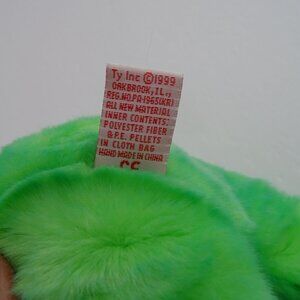 Ty Inc ©1999
OAKBROOK, IL.,
REG.NO.PA-1965(KR)
ALL NEW MATERIAL
INNER CONTENTS:
POLYESTER FIBER
& P.E. PELLETS
IN CLOTH BAG
HAND MADE IN CHINA
CE